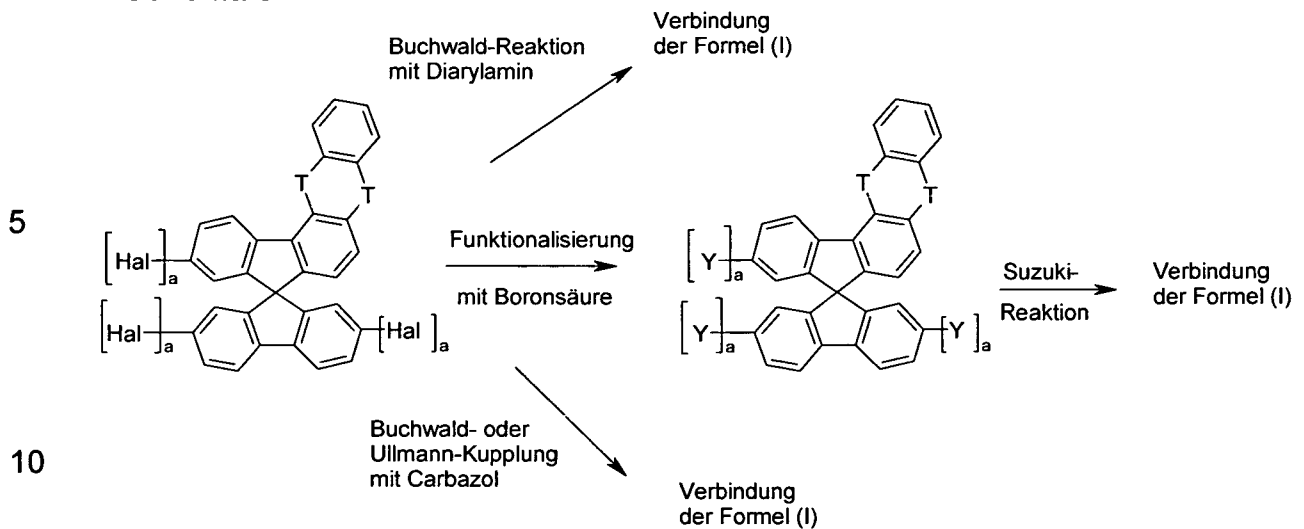 Verbindung
der Formel (I)
Buchwald-Reaktion
mit Diarylamin
T
T
T
T
5
Funktionalisierung
mit Boronsäure
[Hal]a
[Y]a
[Hal]a
[Hal]a
[Y]a
[Y]a
Suzuki-
Reaktion
Verbindung
der Formel (I)
Buchwald- oder
Ullmann-Kupplung
mit Carbazol
10
Verbindung
der Formel (I)